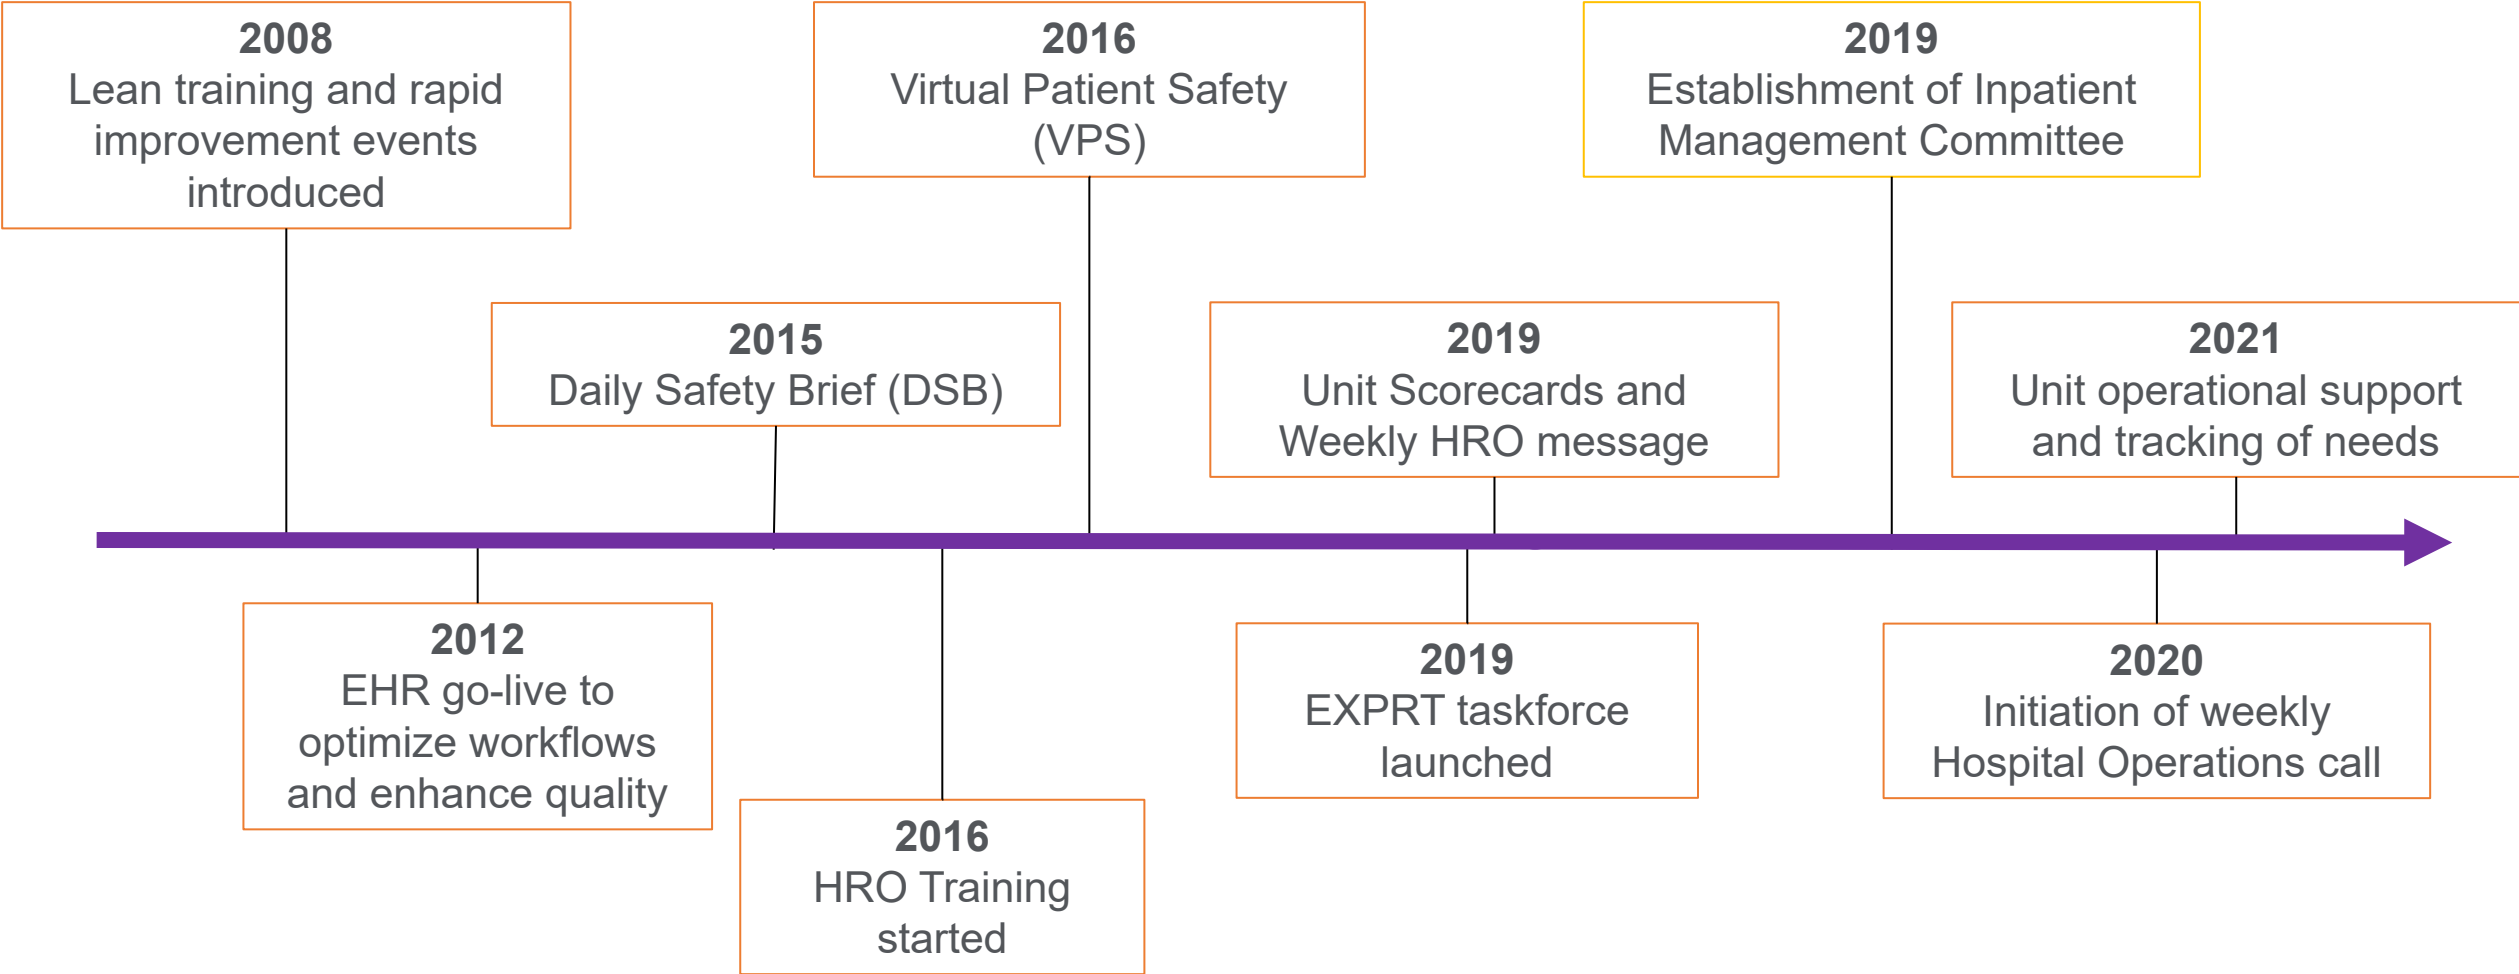 2008
Lean training and rapid
improvement events
introduced
2016
Virtual Patient Safety
(VPS)
2019
Establishment of Inpatient
Management Committee
2015
Daily Safety Brief (DSB)
2019
Unit Scorecards and
Weekly HRO message
2021
Unit operational support
and tracking of needs
2012
EHR go-live to
optimize workflows
and enhance quality
2016
HRO Training
started
2019
EXPRT taskforce
launched
2020
Initiation of weekly
Hospital Operations call